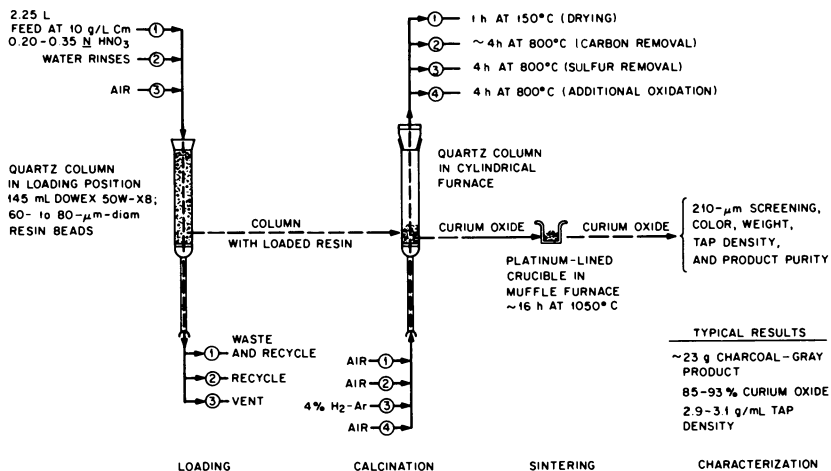 2.25 L
FEED AT 10 g/L Cm
0.20-0.35 N HNO3
①
WATER RINSES ②
AIR ③
QUARTZ COLUMN
IN LOADING POSITION
145 mL DOWEX 50W-X8;
60- to 80-μm-diam
RESIN BEADS
① WASTE
AND RECYCLE
② RECYCLE
③ VENT
COLUMN
WITH LOADED RESIN
① 1 h AT 150°C (DRYING)
② ~4h AT 800°C (CARBON REMOVAL)
③ 4h AT 800°C (SULFUR REMOVAL)
④ 4h AT 800°C (ADDITIONAL OXIDATION)
QUARTZ COLUMN
IN CYLINDRICAL
FURNACE
AIR ①
AIR ②
4% H2-Ar ③
AIR ④
CURIUM OXIDE
PLATINUM-LINED
CRUCIBLE IN
MUFFLE FURNACE
~16 h AT 1050°C
CURIUM OXIDE
210-μm SCREENING,
COLOR, WEIGHT,
TAP DENSITY,
AND PRODUCT PURITY
TYPICAL RESULTS
~23 g CHARCOAL-GRAY
PRODUCT
85-93% CURIUM OXIDE
2.9-3.1 g/mL TAP
DENSITY
LOADING
CALCINATION
SINTERING
CHARACTERIZATION